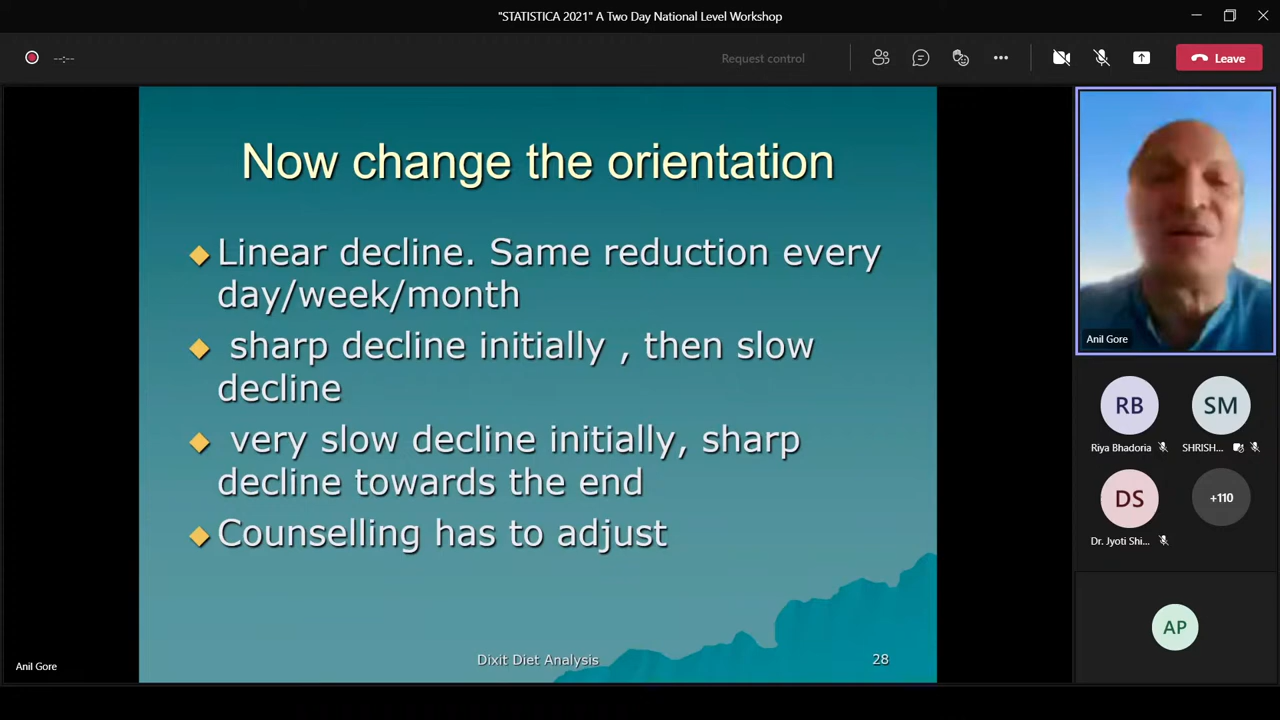 "STATISTICA 2021" A Two Day National Level Workshop
--:--
Request control
Leave
Now change the orientation
Linear decline. Same reduction every
day/week/month
sharp decline initially , then slow
decline
very slow decline initially, sharp
decline towards the end
Counselling has to adjust
Dixit Diet Analysis
28
Anil Gore
Anil Gore
RB
SM
Riya Bhadoria
SHRISH...
DS
+110
Dr. Jyoti Shi...
AP